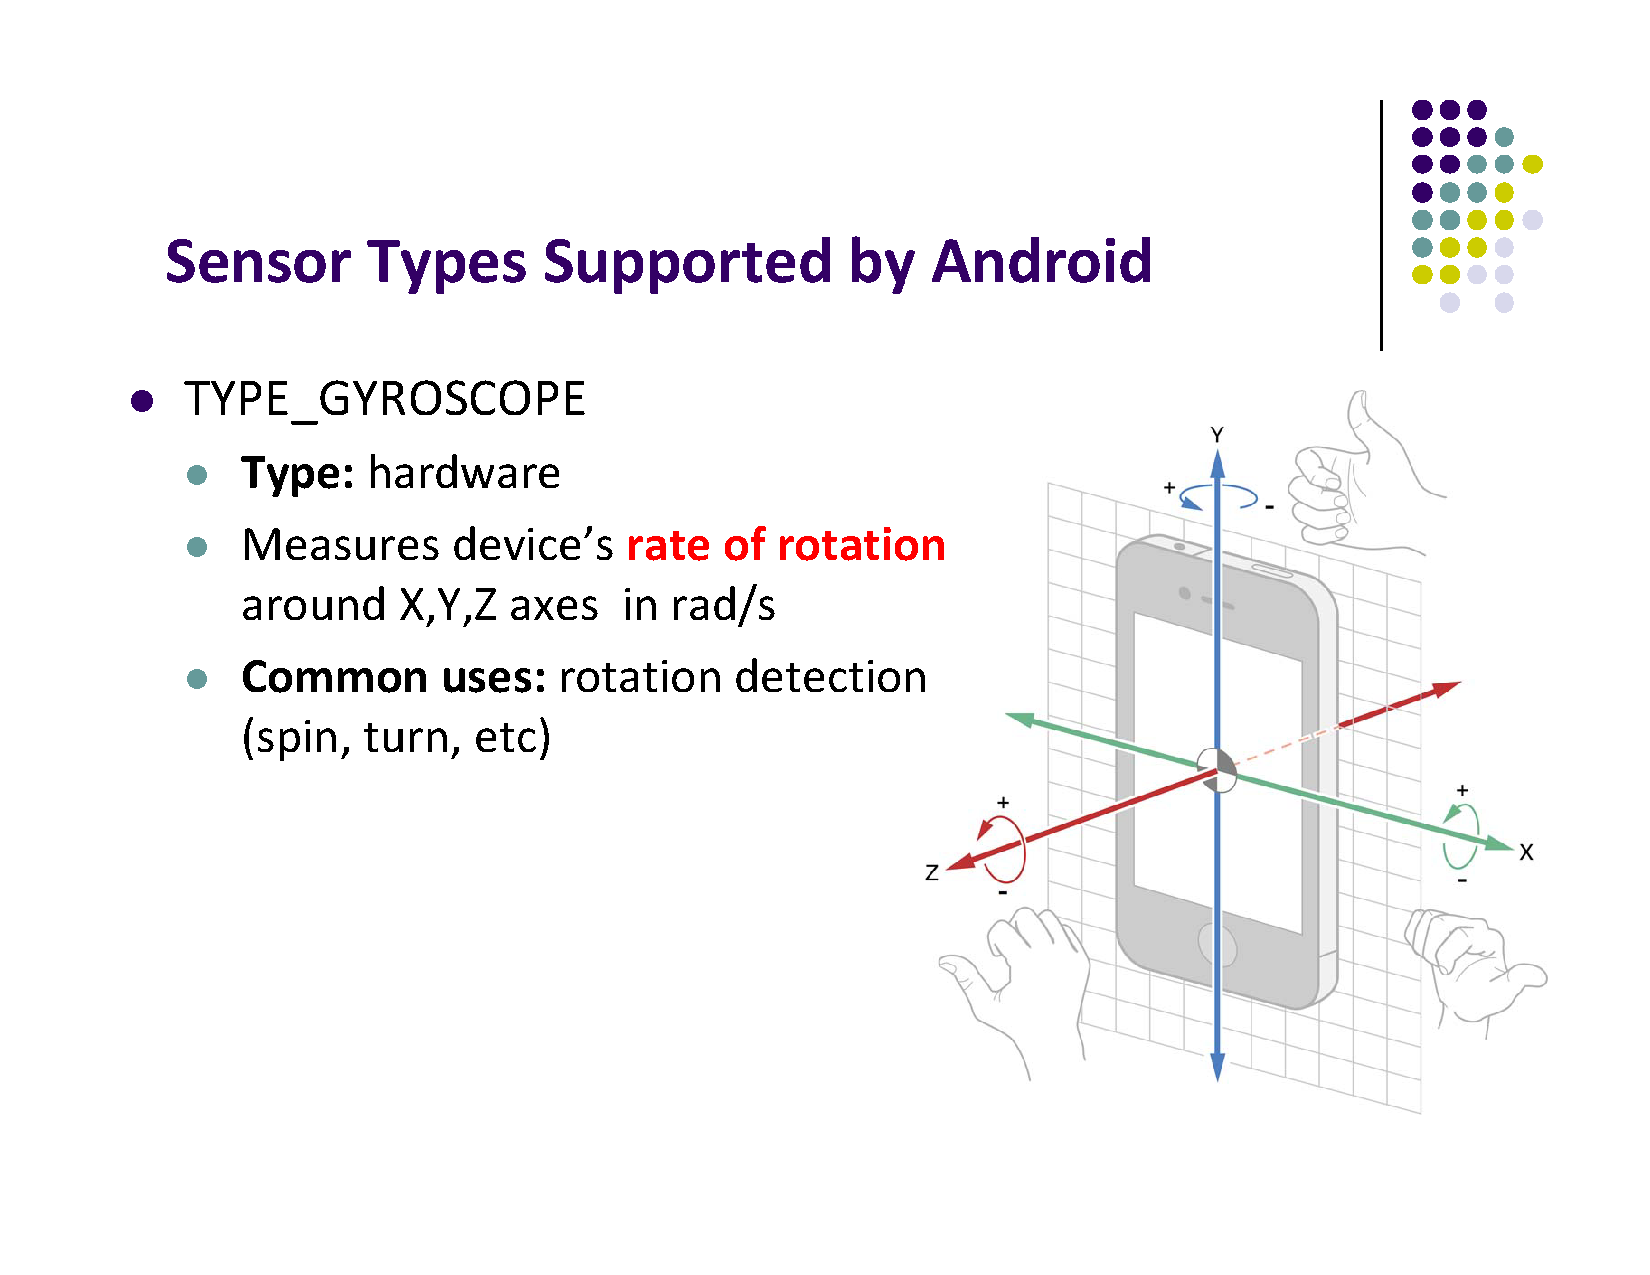 Sensor Types Supported by Android
TYPE_GYROSCOPE
Type: hardware
Measures device’s rate of rotation
around X,Y,Z axes in rad/s
Common uses: rotation detection
(spin, turn, etc)
Y
+
-
+
X
-
+
Z
-